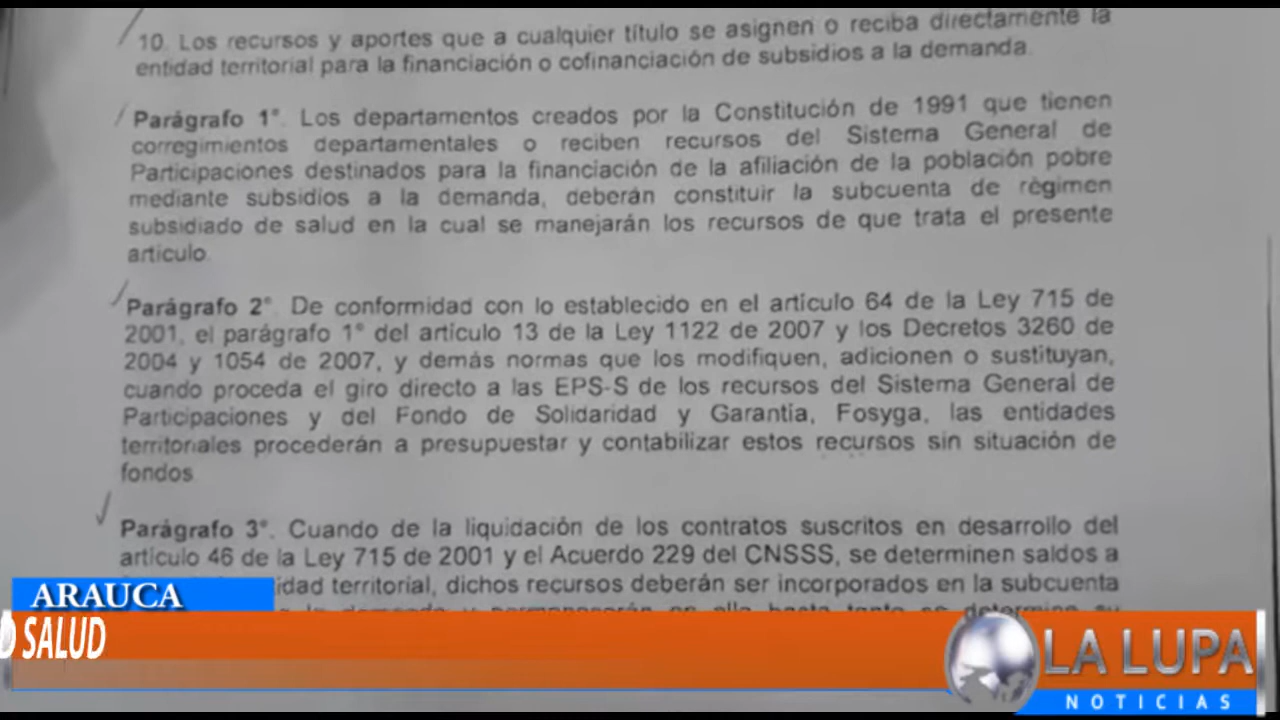 10. Los recursos y aportes que a cualquier título se asignen o reciba directamente la
entidad territorial para la financiación o cofinanciación de subsidios a la demanda.
Parágrafo 1°. Los departamentos creados por la Constitución de 1991 que tienen
corregimientos departamentales o reciben recursos del Sistema General de
Participaciones destinados para la financiación de la afiliación de la población pobre
mediante subsidios a la demanda, deberán constituir la subcuenta de régimen
subsidiado de salud en la cual se manejarán los recursos de que trata el presente
artículo.
Parágrafo 2°. De conformidad con lo establecido en el artículo 64 de la Ley 715 de
2001, el parágrafo 1° del artículo 13 de la Ley 1122 de 2007 y los Decretos 3260 de
2004 y 1054 de 2007, y demás normas que los modifiquen, adicionen o sustituyan,
cuando proceda el giro directo a las EPS-S de los recursos del Sistema General de
Participaciones y del Fondo de Solidaridad y Garantía, Fosyga, las entidades
territoriales procederán a presupuestar y contabilizar estos recursos sin situación de
fondos.
Parágrafo 3°. Cuando de la liquidación de los contratos suscritos en desarrollo del
artículo 46 de la Ley 715 de 2001 y el Acuerdo 229 del CNSSS, se determinen saldos a
idad territorial, dichos recursos deberán ser incorporados en la subcuenta
ARAUCA
SALUD
LA LUPA
NOTICIAS